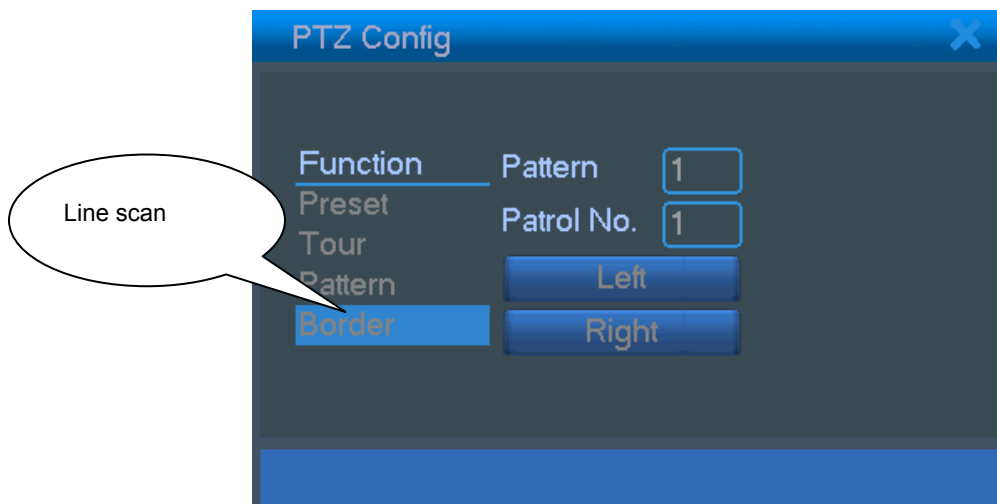 PTZ Config
Line scan
Function
Preset
Tour
Pattern
Border
Pattern 1
Patrol No. 1
Left
Right